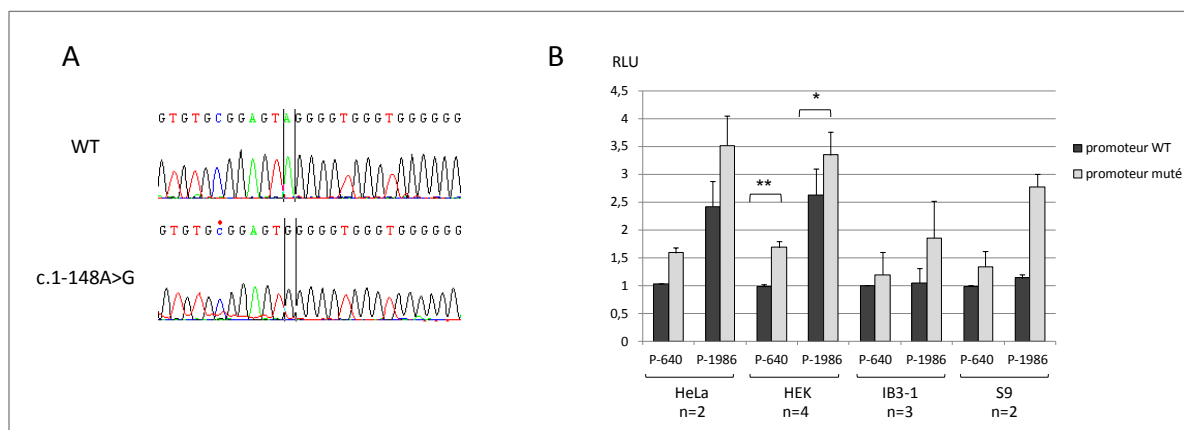 A
WT
GTGTGCGGAGTAGGGGTGGGTGGGGGG
c.1-148A>G
GTGTGCGGAGTGGGGGTGGGTGGGGGG
B
RLU
4,5
4
3,5
3
2,5
2
1,5
1
0,5
0
**
*
P-640 P-1986 P-640 P-1986 P-640 P-1986 P-640 P-1986
HeLa HEK IB3-1 S9
n=2 n=4 n=3 n=2
promoteur WT
promoteur muté